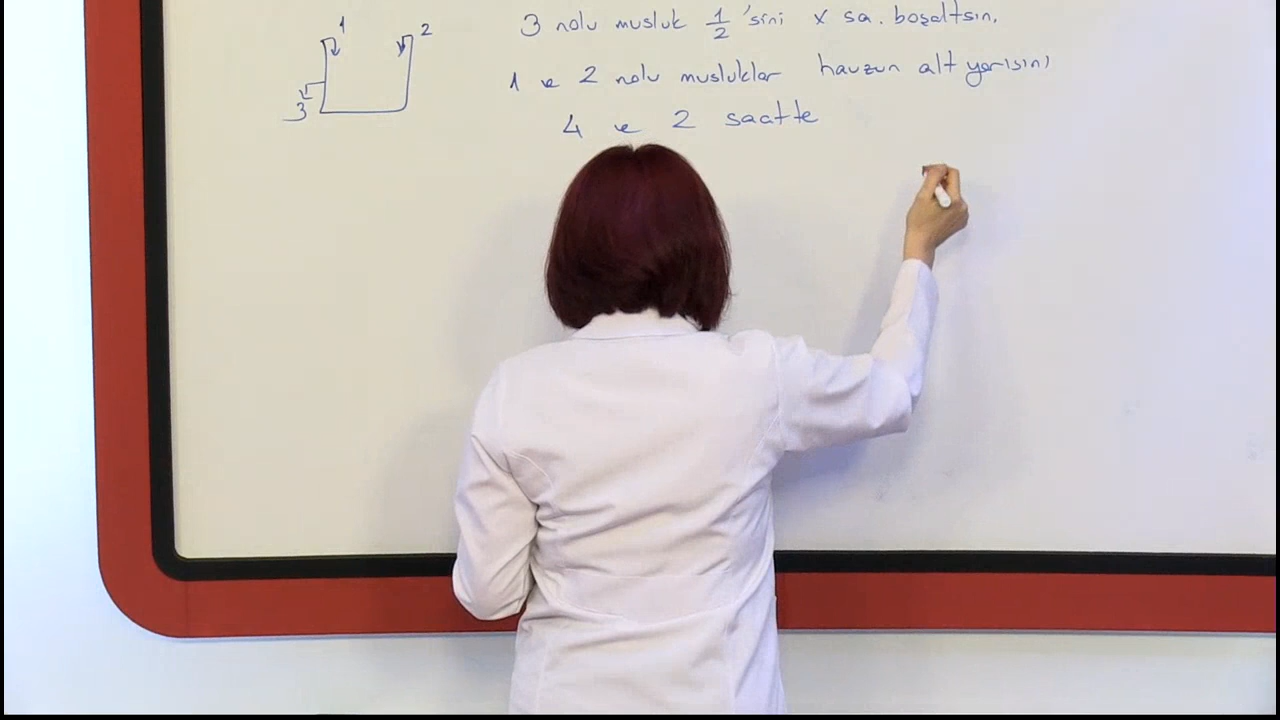 1
2
3
3 nolu musluk 1/2 'sini x sa. boşaltsın.
1 ve 2 nolu musluklar havzun alt yarısını
4 ve 2 saatte